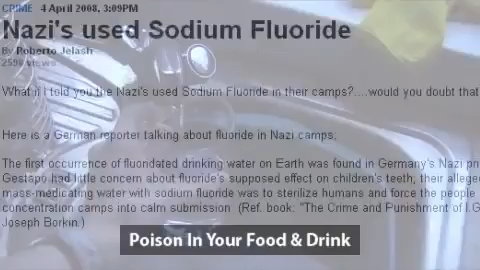 CRIME 4 April 2008, 3:09PM
Nazi's used Sodium Fluoride
By Roberto Jelash
2590 views
What if I told you the Nazi's used Sodium Fluoride in their camps?....would you doubt that
Here is a German reporter talking about fluoride in Nazi camps.
The first occurrence of fluoridated drinking water on Earth was found in Germany's Nazi pri
Gestapo had little concern about fluoride's supposed effect on children's teeth; their alleged
mass-medicating water with sodium fluoride was to sterilize humans and force the people
concentration camps into calm submission. (Ref. book: "The Crime and Punishment of I.G
Joseph Borkin.)
Poison In Your Food & Drink